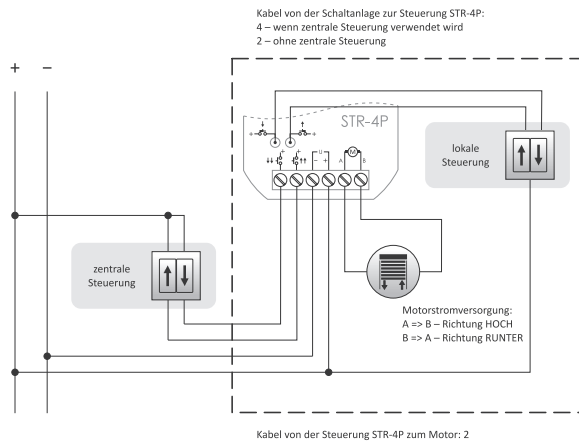 Kabel von der Schaltanlage zur Steuerung STR-4P:
4 – wenn zentrale Steuerung verwendet wird
2 – ohne zentrale Steuerung
+ –
STR-4P
↓ ↑
+ +
lokale
Steuerung
↑ ↓
+ + U M
↓↓ ↑↑ – + A B
zentrale
Steuerung
↑ ↓
↓ ↑
Motorstromversorgung:
A => B – Richtung HOCH
B => A – Richtung RUNTER
Kabel von der Steuerung STR-4P zum Motor: 2